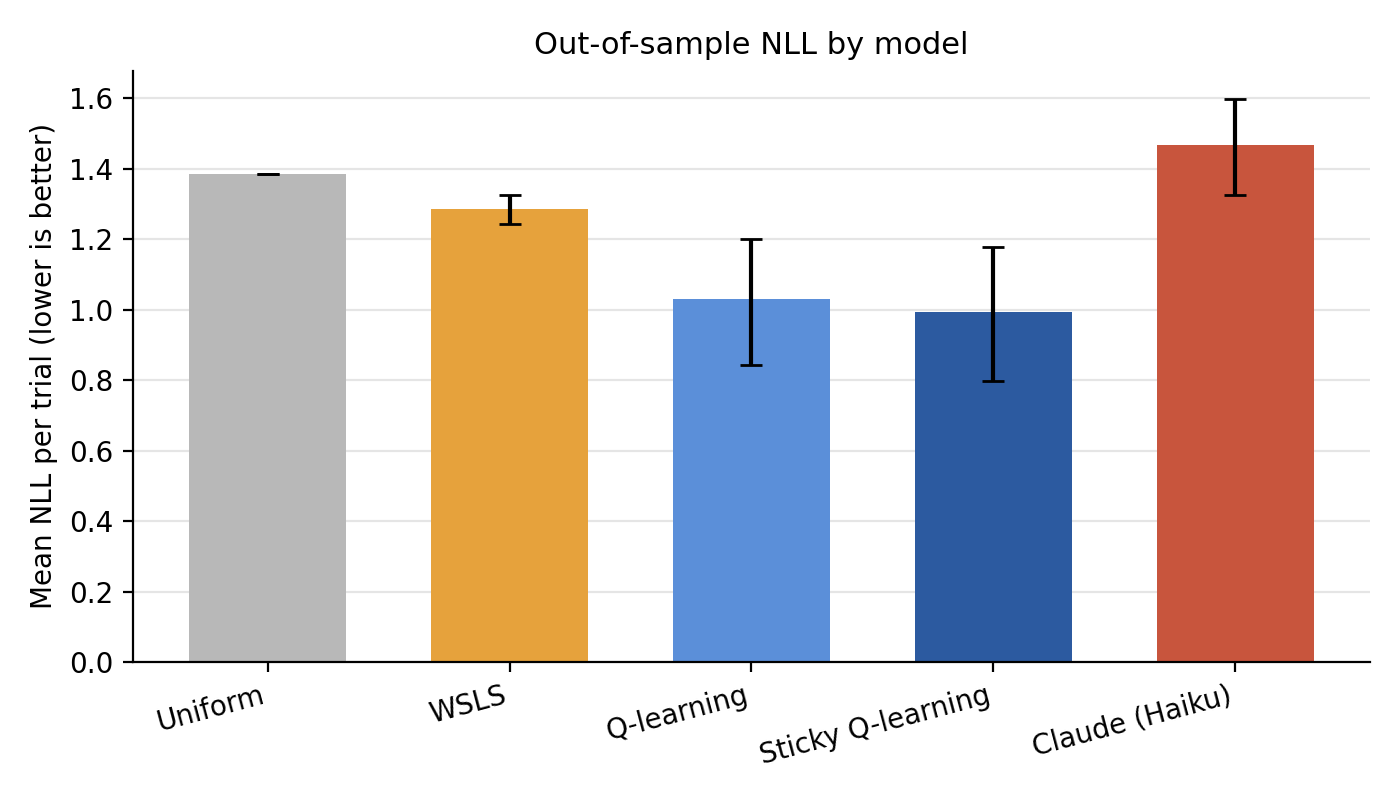 Out-of-sample NLL by model
Mean NLL per trial (lower is better)
1.6
1.4
1.2
1.0
0.8
0.6
0.4
0.2
0.0
Uniform
WSLS
Q-learning
Sticky Q-learning
Claude (Haiku)